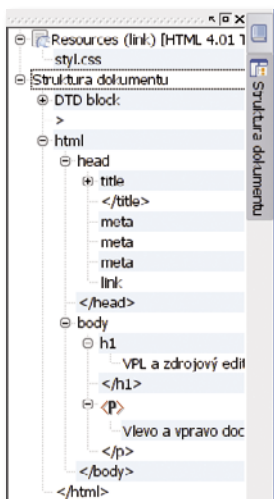 Resources (link) [HTML 4.01 T
styl.css
Struktura dokumentu
DTD block
>
html
head
title
</title>
meta
meta
meta
link
</head>
body
h1
VPL a zdrojový edit
</h1>
<P>
Vlevo a vpravo doc
</p>
</body>
</html>
Struktura dokumentu